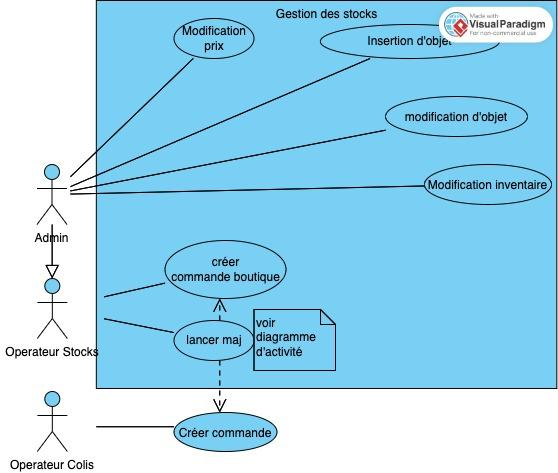 Gestion des stocks
Made with
Visual Paradigm
For non-commercial use
Modification
prix
Insertion d'objet
modification d'objet
Modification inventaire
Admin
créer
commande boutique
Operateur Stocks
lancer maj
voir
diagramme
d'activité
Créer commande
Operateur Colis